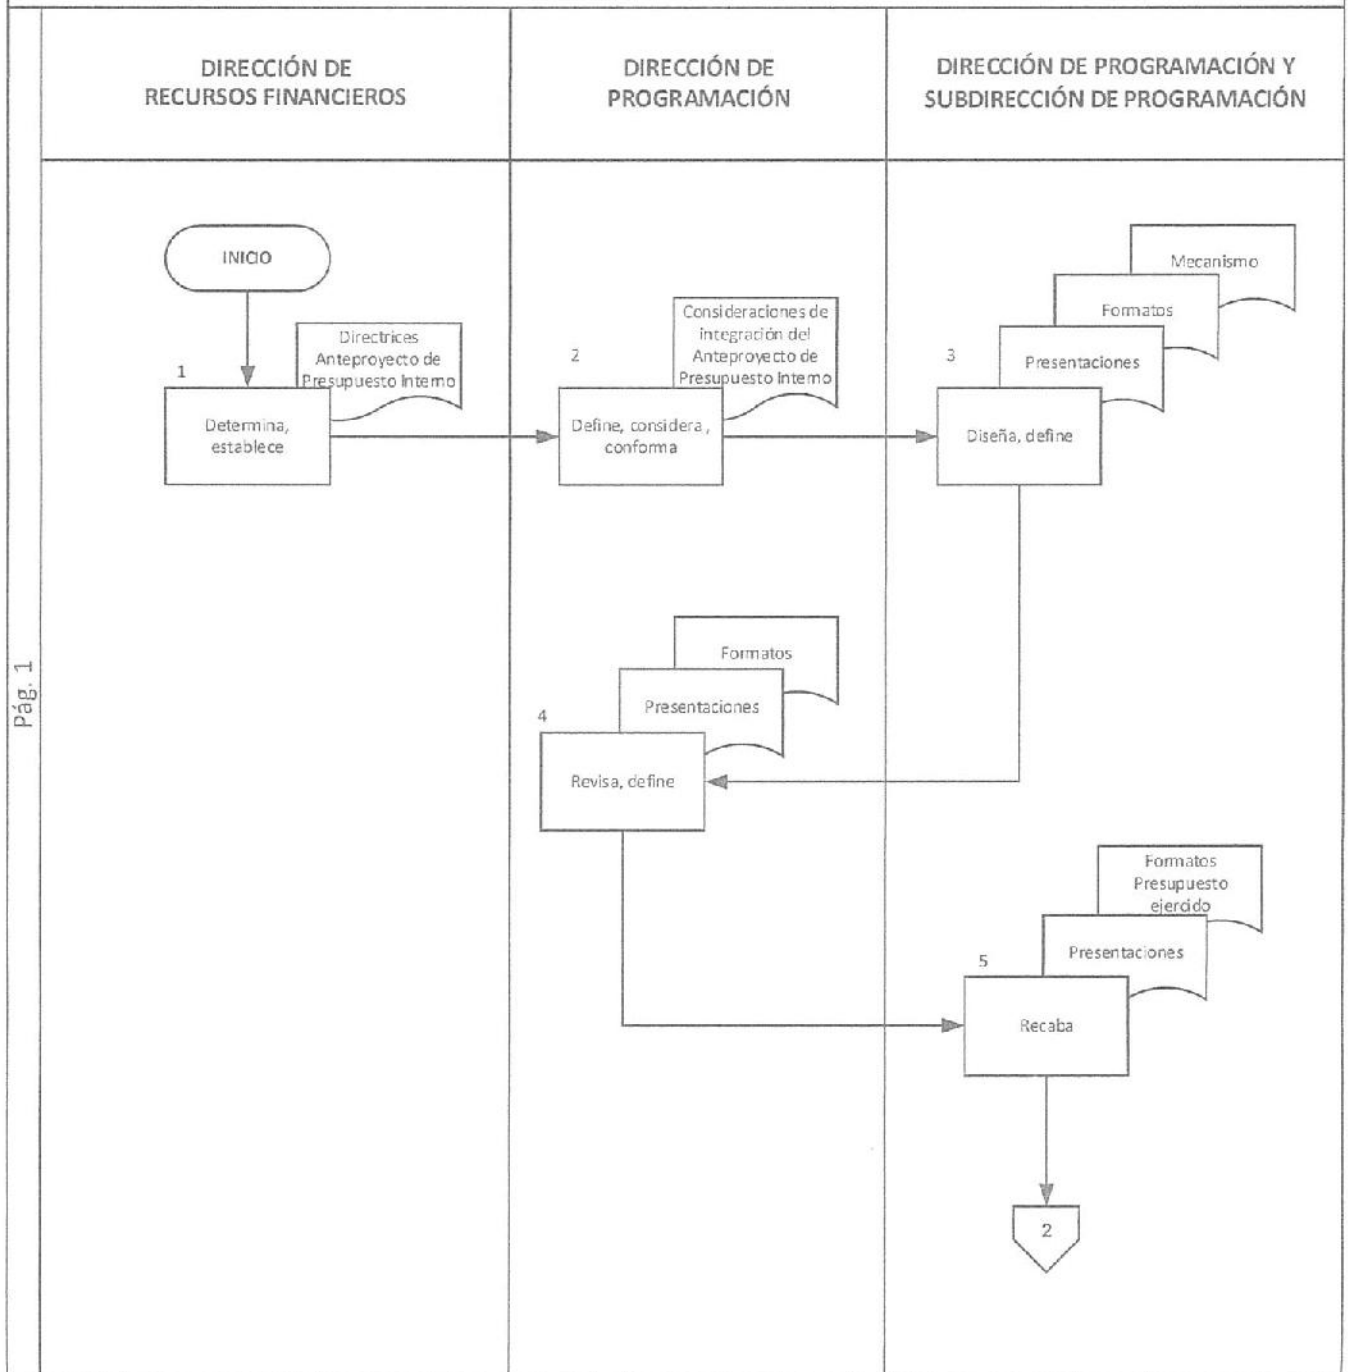 DIRECCIÓN DE
RECURSOS FINANCIEROS
DIRECCIÓN DE
PROGRAMACIÓN
DIRECCIÓN DE PROGRAMACIÓN Y
SUBDIRECCIÓN DE PROGRAMACIÓN
Pág. 1
INICIO
Directrices
Anteproyecto de
Presupuesto Interno
1
Determina,
establece
Consideraciones de
integración del
Anteproyecto de
Presupuesto Interno
2
Define, considera,
conforma
Mecanismo
Formatos
Presentaciones
3
Diseña, define
Formatos
Presentaciones
4
Revisa, define
Formatos
Presupuesto
ejercido
Presentaciones
5
Recaba
2